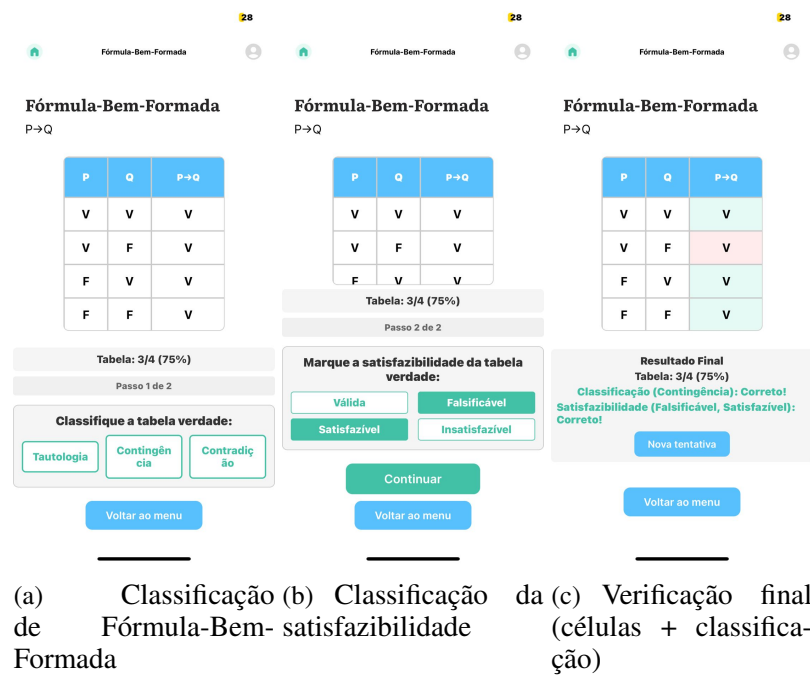 28
Fórmula-Bem-Formada
Fórmula-Bem-Formada
P→Q
P Q P→Q
V V V
V F V
F V V
F F V
Tabela: 3/4 (75%)
Passo 1 de 2
Classifique a tabela verdade:
Tautologia
Contingên
cia
Contradiç
ão
Voltar ao menu
(a) Classificação
de Fórmula-Bem-
Formada
28
Fórmula-Bem-Formada
Fórmula-Bem-Formada
P→Q
P Q P→Q
V V V
V F V
F V V
Tabela: 3/4 (75%)
Passo 2 de 2
Marque a satisfazibilidade da tabela
verdade:
Válida Falsificável
Satisfazível Insatisfazível
Continuar
Voltar ao menu
(b) Classificação da
satisfazibilidade
28
Fórmula-Bem-Formada
Fórmula-Bem-Formada
P→Q
P Q P→Q
V V V
V F V
F V V
F F V
Resultado Final
Tabela: 3/4 (75%)
Classificação (Contingência): Correto!
Satisfazibilidade (Falsificável, Satisfazível):
Correto!
Nova tentativa
Voltar ao menu
(c) Verificação final
(células + classifica-
ção)